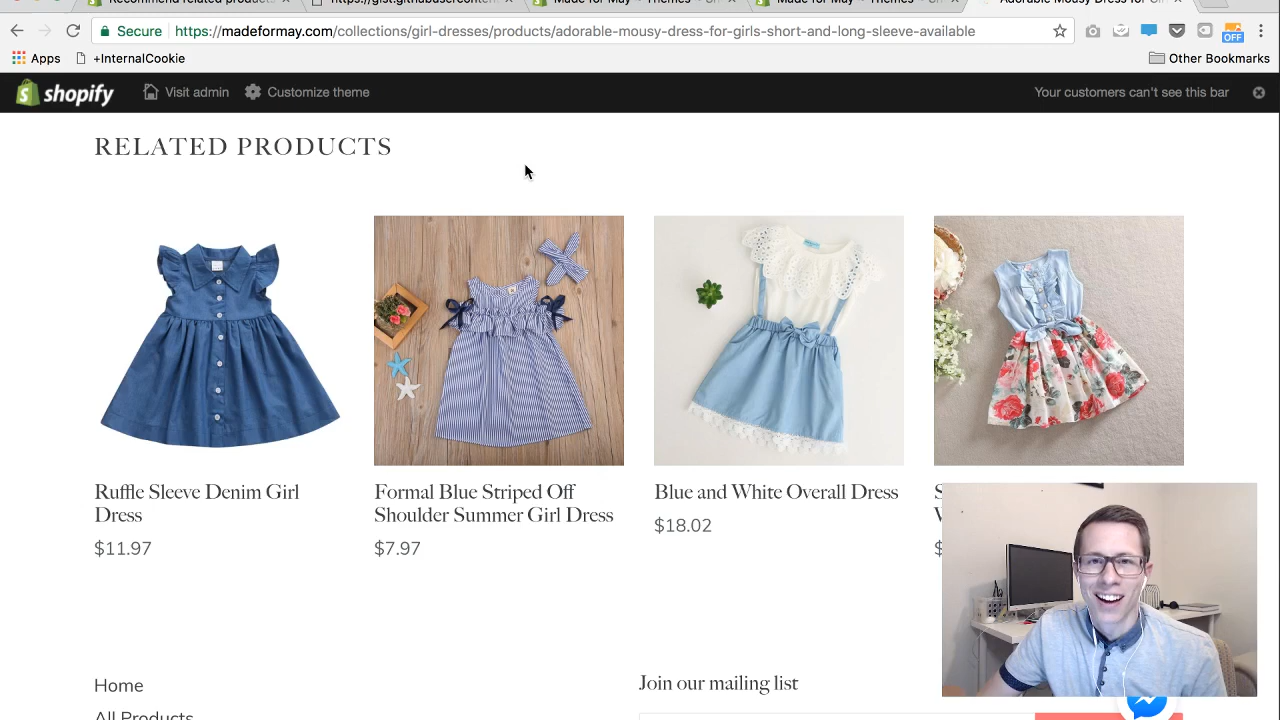 Secure https://madeformay.com/collections/girl-dresses/products/adorable-mousy-dress-for-girls-short-and-long-sleeve-available
OFF
Apps +InternalCookie Other Bookmarks
shopify Visit admin Customize theme Your customers can't see this bar
RELATED PRODUCTS
Ruffle Sleeve Denim Girl
Dress
$11.97
Formal Blue Striped Off
Shoulder Summer Girl Dress
$7.97
Blue and White Overall Dress
$18.02
Home
All Products
Join our mailing list